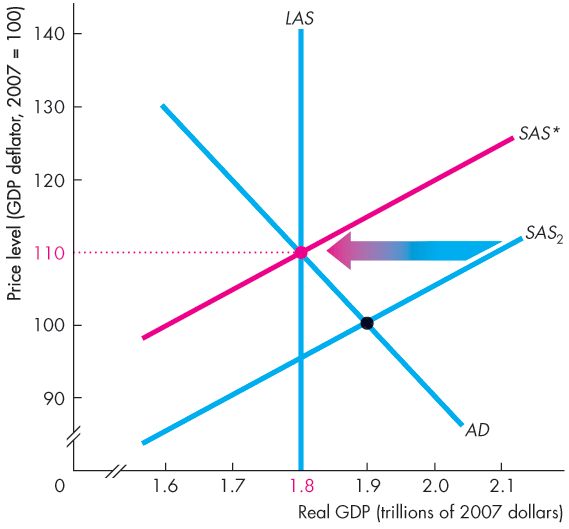 Price level (GDP deflator, 2007 = 100)
LAS
140
130
SAS*
120
SAS2
110
100
90
AD
0
1.6 1.7 1.8 1.9 2.0 2.1
Real GDP (trillions of 2007 dollars)